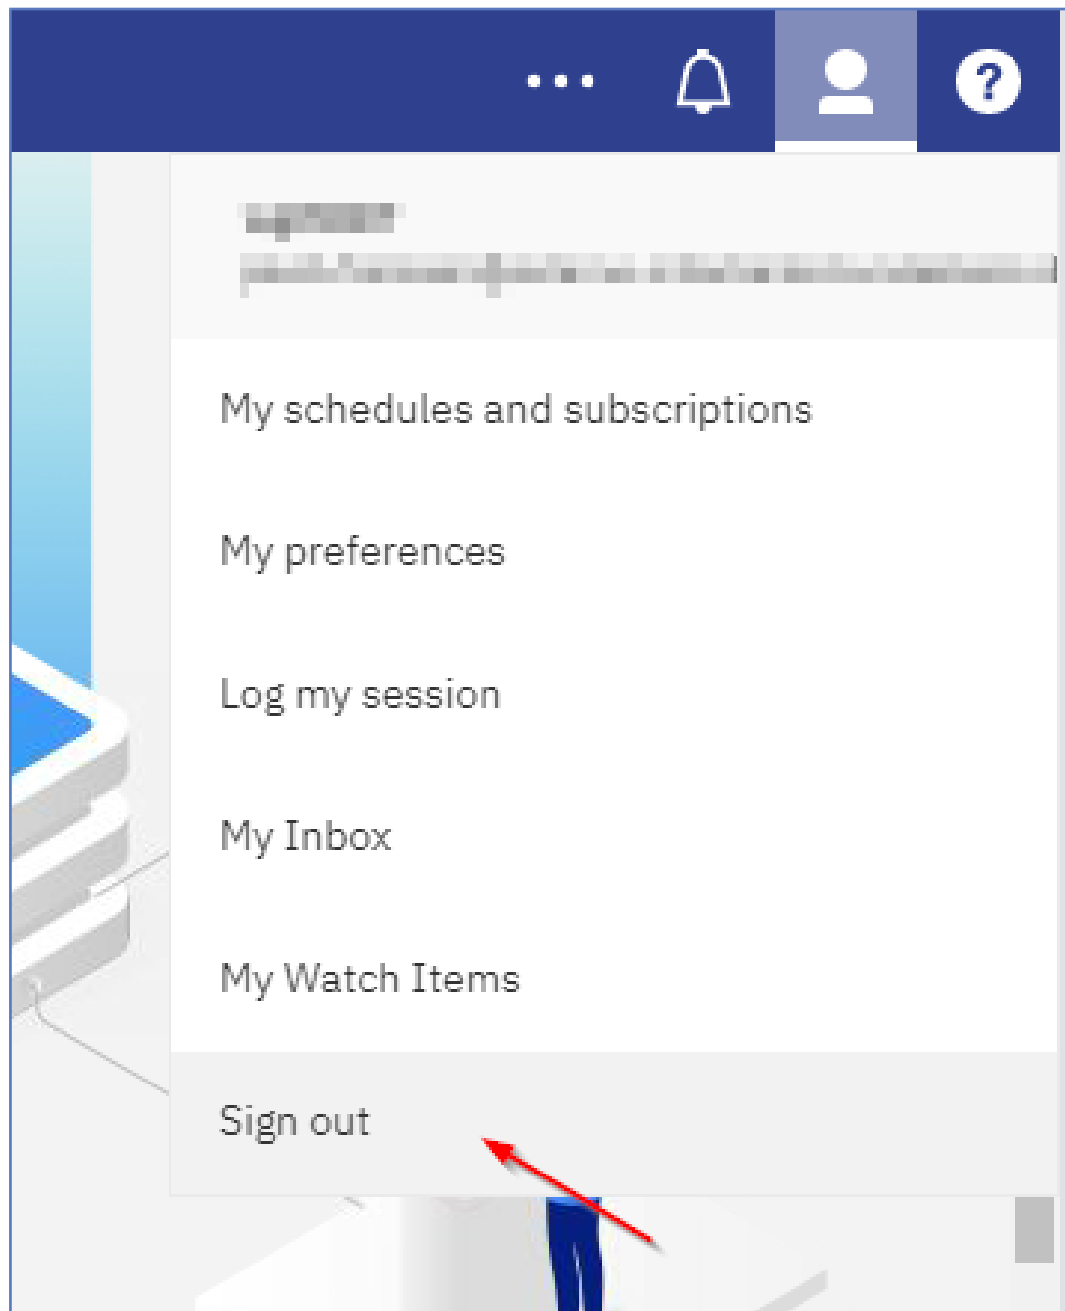 My schedules and subscriptions
My preferences
Log my session
My Inbox
My Watch Items
Sign out